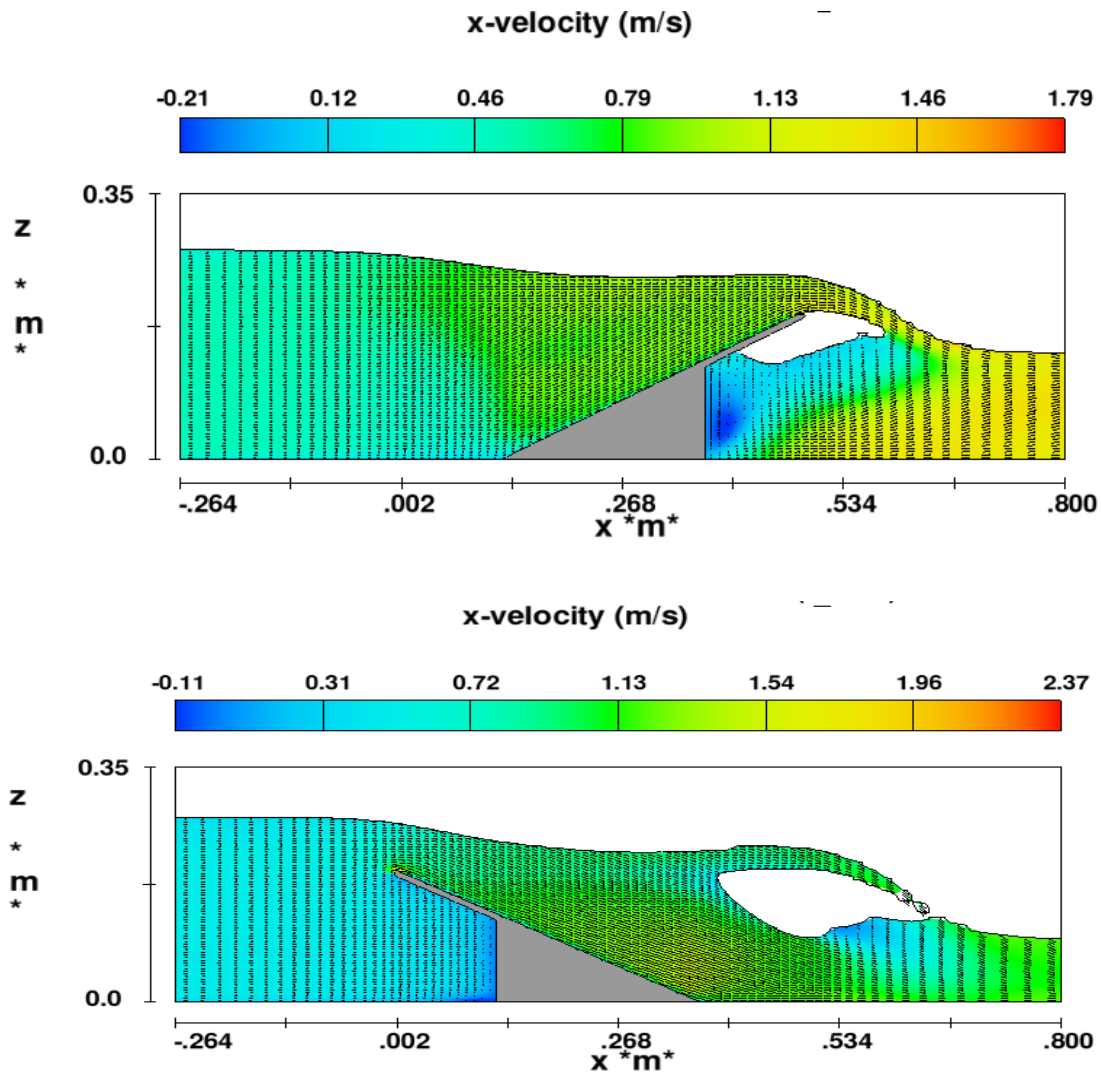 x-velocity (m/s)
-0.21 0.12 0.46 0.79 1.13 1.46 1.79
0.35
z
*
m
*
0.0
-.264 .002 .268 .534 .800
x *m*
x-velocity (m/s)
-0.11 0.31 0.72 1.13 1.54 1.96 2.37
0.35
z
*
m
*
0.0
-.264 .002 .268 .534 .800
x *m*